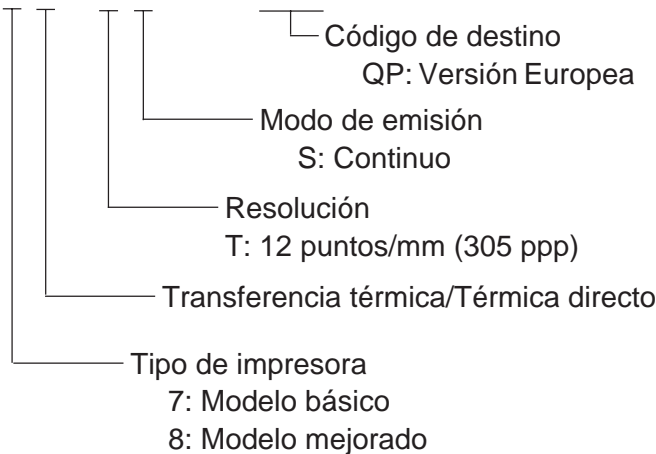 Código de destino
QP: Versión Europea
Modo de emisión
S: Continuo
Resolución
T: 12 puntos/mm (305 ppp)
Transferencia térmica/Térmica directo
Tipo de impresora
7: Modelo básico
8: Modelo mejorado